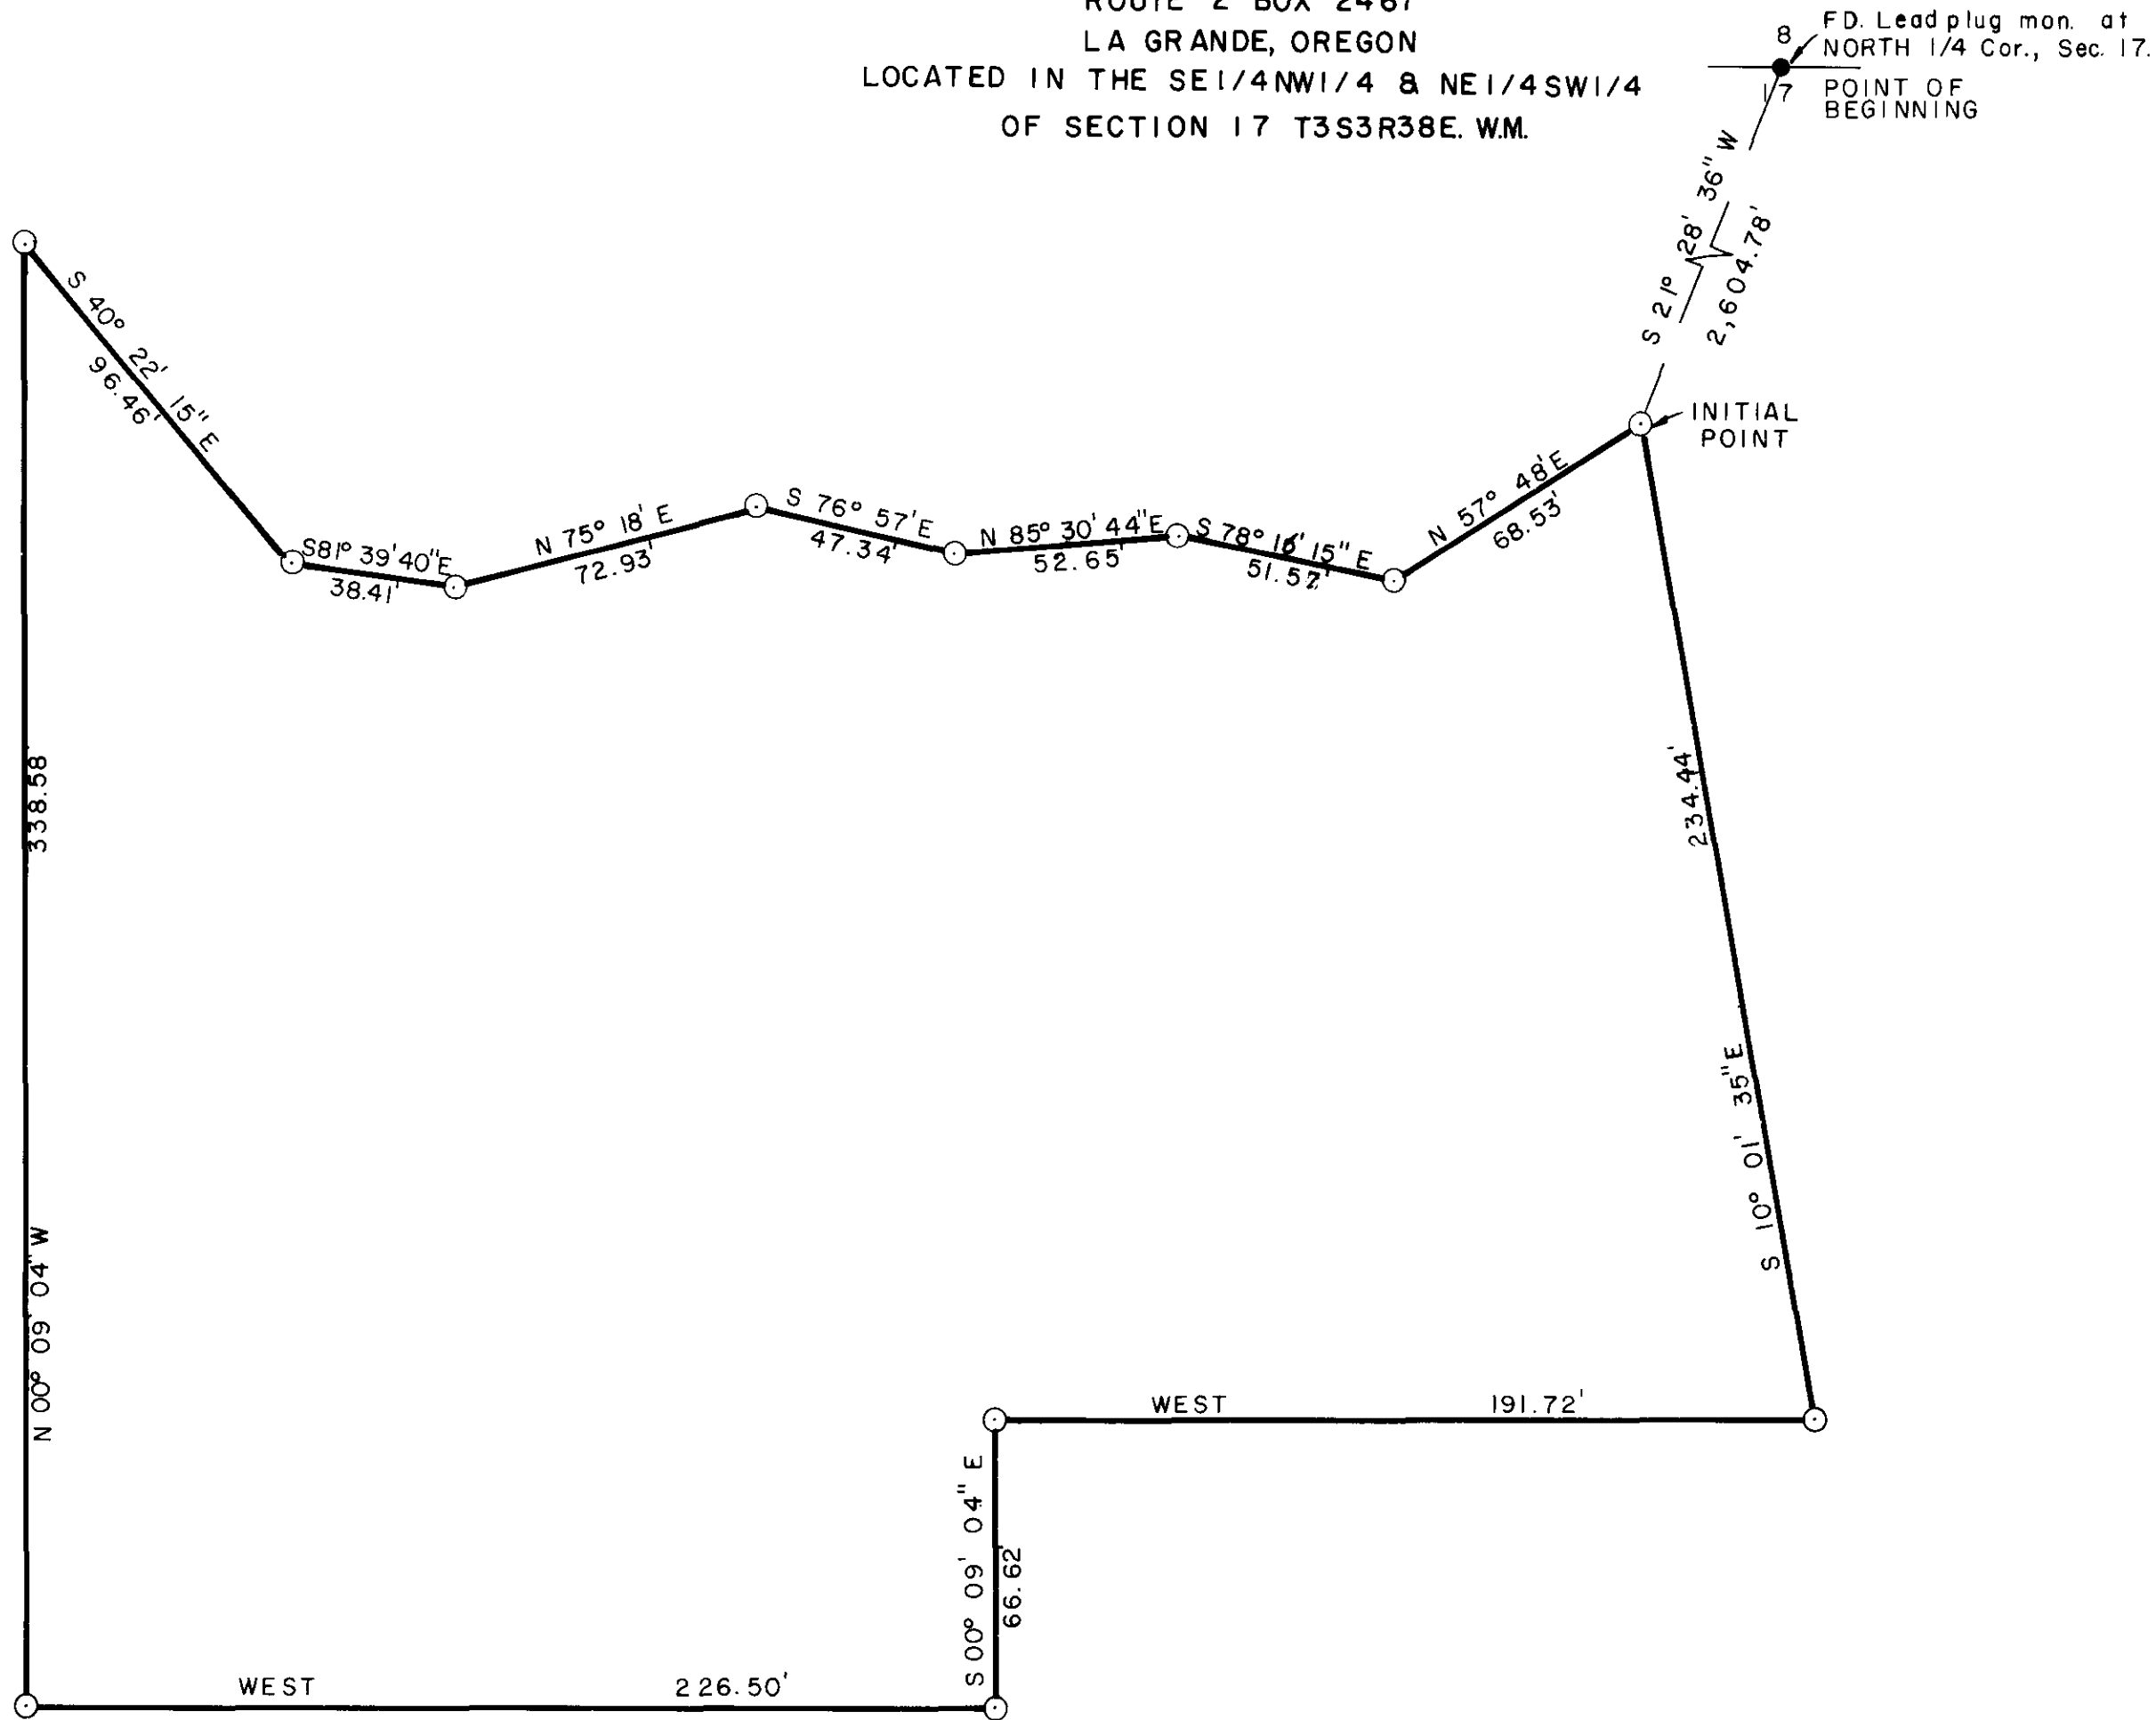 ROUTE 2 BOX 2467
LA GRANDE, OREGON
LOCATED IN THE SE1/4NW1/4 & NE1/4SW1/4
OF SECTION 17 T3S3R38E. W.M.
8
FD. Lead plug mon. at
NORTH 1/4 Cor., Sec. 17.
17
POINT OF
BEGINNING
S 21° 28' 36" W
2,604.78'
INITIAL
POINT
S 40° 22' 15" E
96.46'
S81° 39' 40"E
38.41'
N 75° 18' E
72.93'
S 76° 57' E
47.34'
N 85° 30' 44"E
52.65'
S 78° 16' 15" E
N 57° 48' E
68.53'
338.58'
N 00° 09' 04" W
234.44'
S 10° 01' 35" E
WEST 191.72'
S 00° 09' 04" E
66.62'
WEST 226.50'